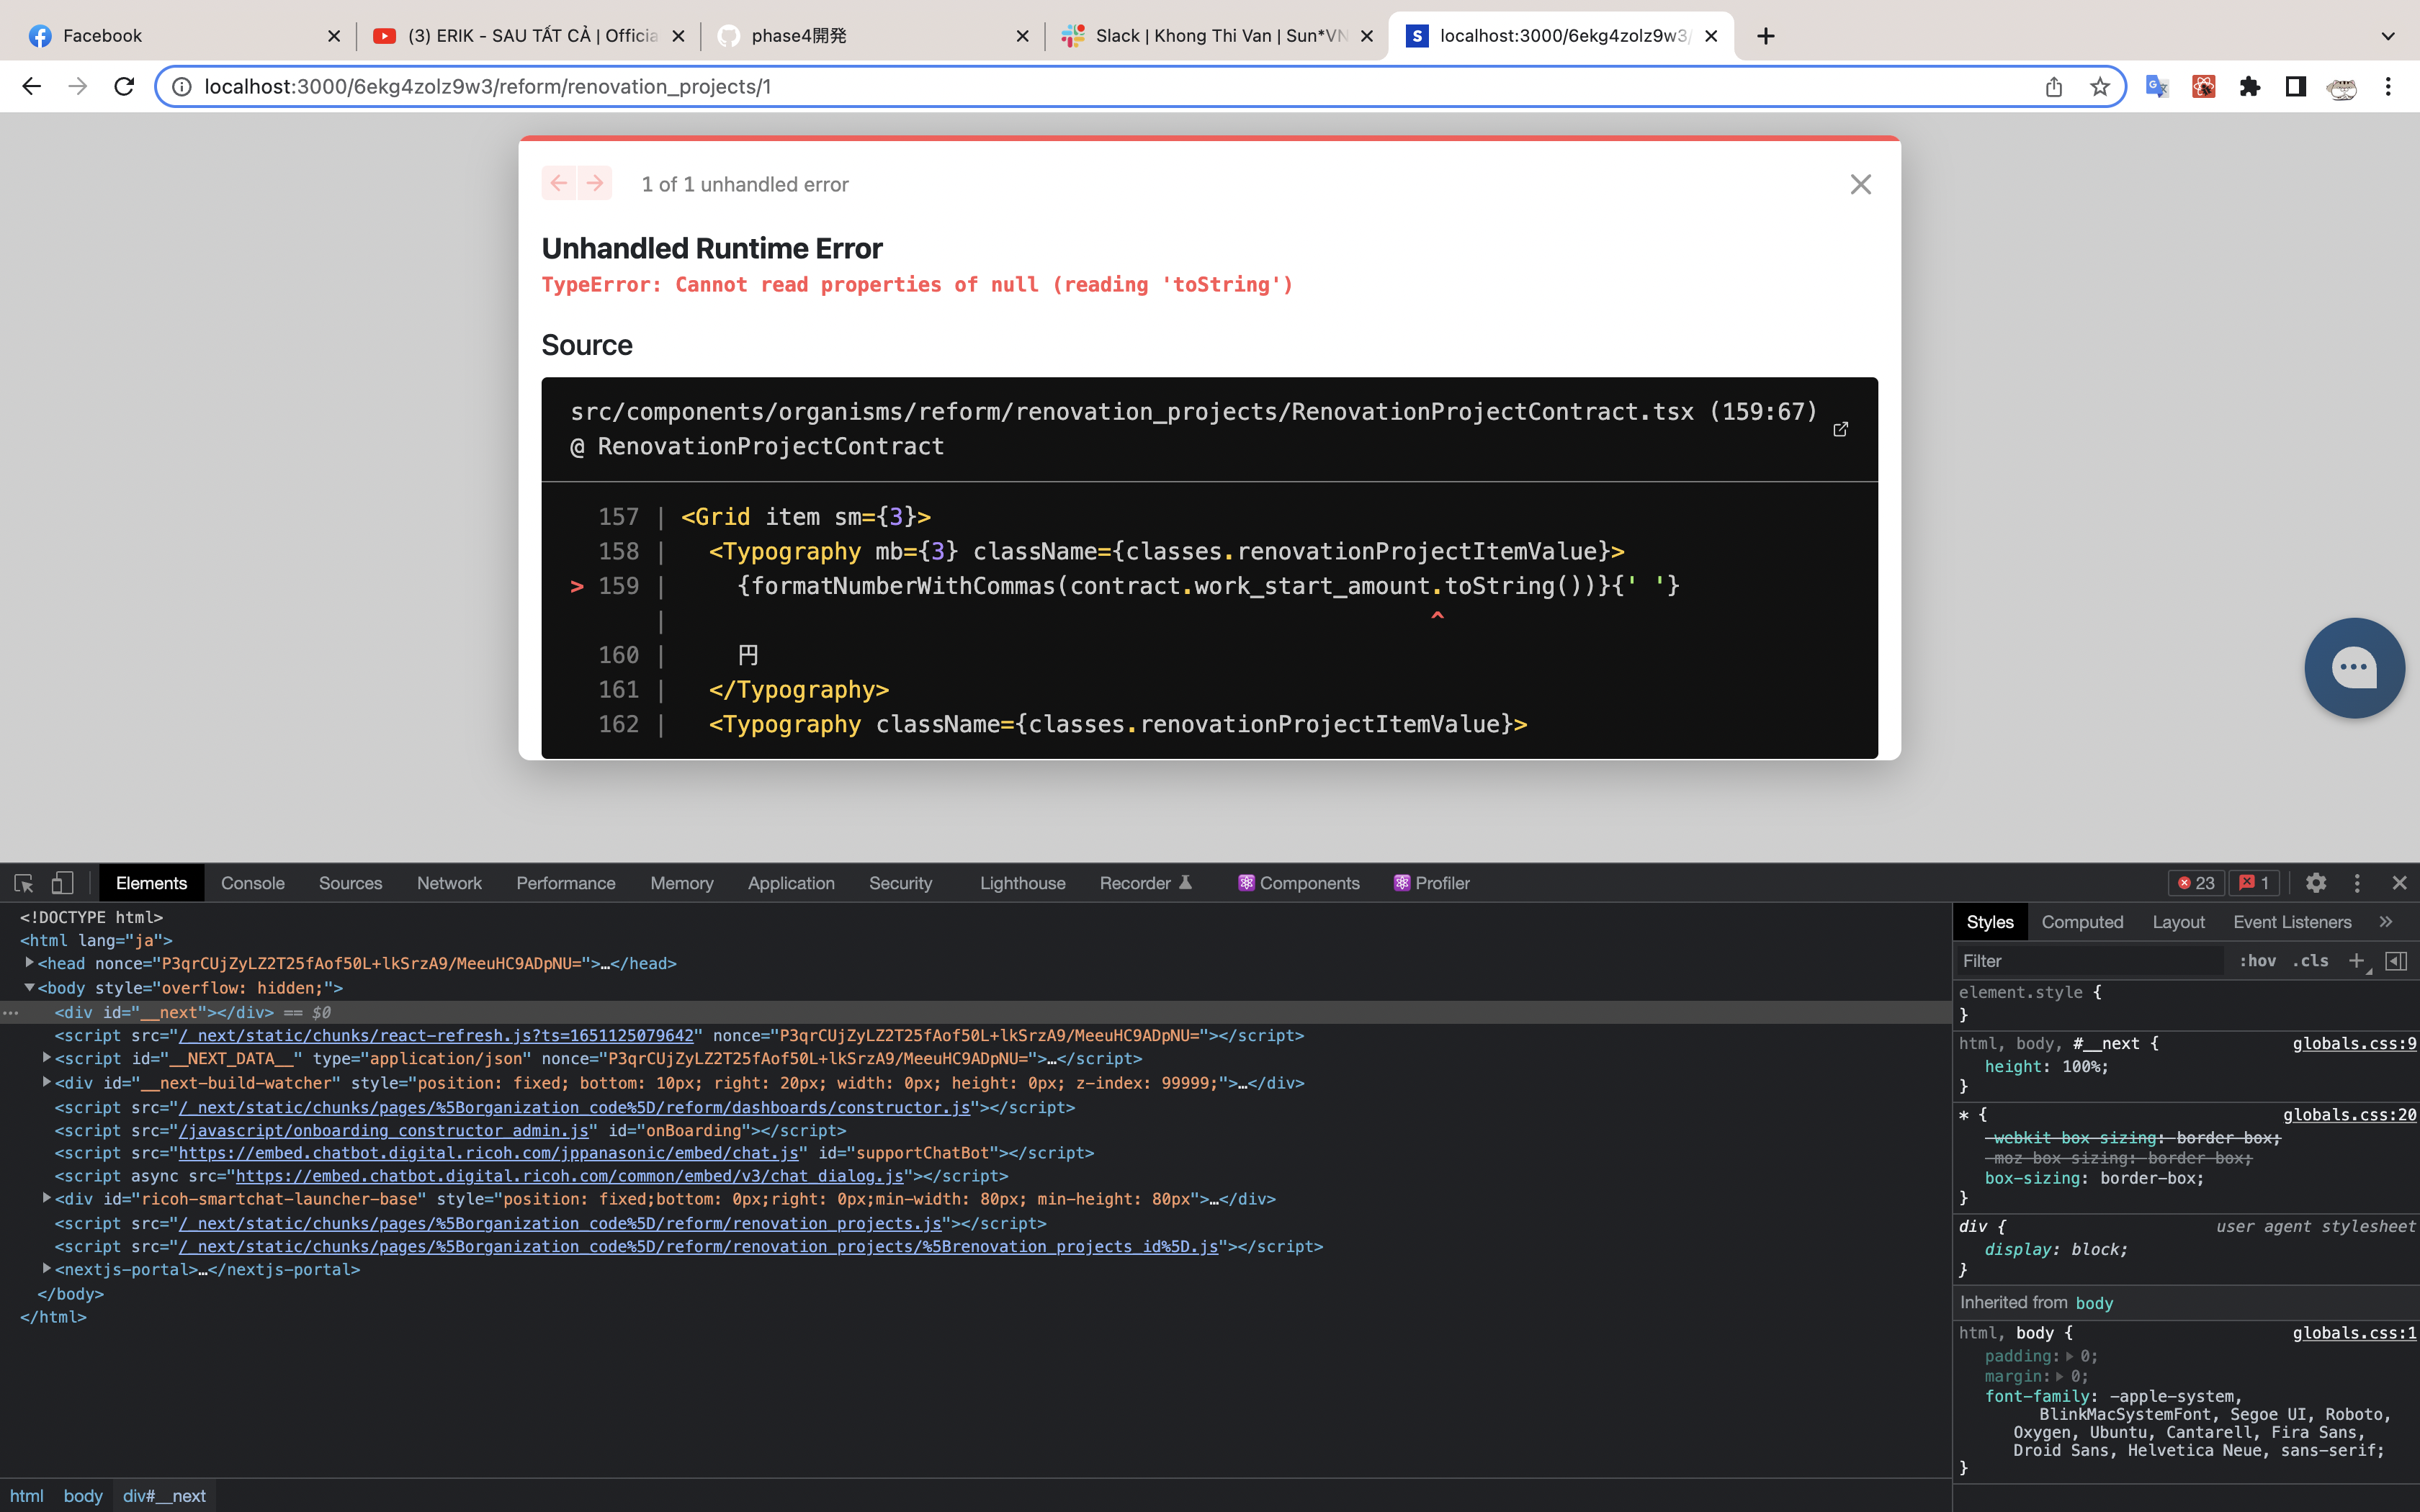 Facebook
(3) ERIK - SAU TẤT CẢ | Officia
phase4開発
Slack | Khong Thi Van | Sun*VN
localhost:3000/6ekg4zolz9w3/
localhost:3000/6ekg4zolz9w3/reform/renovation_projects/1
1 of 1 unhandled error
Unhandled Runtime Error
TypeError: Cannot read properties of null (reading 'toString')
Source
src/components/organisms/reform/renovation_projects/RenovationProjectContract.tsx (159:67)
@ RenovationProjectContract
157 | <Grid item sm={3}>
158 |   <Typography mb={3} className={classes.renovationProjectItemValue}>
> 159 |     {formatNumberWithCommas(contract.work_start_amount.toString())}{' '}
| ^
160 |     円
161 |   </Typography>
162 |   <Typography className={classes.renovationProjectItemValue}>
Elements Console Sources Network Performance Memory Application Security Lighthouse Recorder Components Profiler 23 1
<!DOCTYPE html>
<html lang="ja">
<head nonce="P3qrCUjZyLZ2T25fAof50L+lkSrzA9/MeeuHC9ADpNU=">…</head>
<body style="overflow: hidden;">
<div id="__next"></div> == $0
<script src="/_next/static/chunks/react-refresh.js?ts=1651125079642" nonce="P3qrCUjZyLZ2T25fAof50L+lkSrzA9/MeeuHC9ADpNU="></script>
<script id="__NEXT_DATA__" type="application/json" nonce="P3qrCUjZyLZ2T25fAof50L+lkSrzA9/MeeuHC9ADpNU=">…</script>
<div id="__next-build-watcher" style="position: fixed; bottom: 10px; right: 20px; width: 0px; height: 0px; z-index: 99999;">…</div>
<script src="/_next/static/chunks/pages/%5Borganization_code%5D/reform/dashboards/constructor.js"></script>
<script src="/javascript/onboarding_constructor_admin.js" id="onBoarding"></script>
<script src="https://embed.chatbot.digital.ricoh.com/jppanasonic/embed/chat.js" id="supportChatBot"></script>
<script async src="https://embed.chatbot.digital.ricoh.com/common/embed/v3/chat_dialog.js"></script>
<div id="ricoh-smartchat-launcher-base" style="position: fixed;bottom: 0px;right: 0px;min-width: 80px; min-height: 80px">…</div>
<script src="/_next/static/chunks/pages/%5Borganization_code%5D/reform/renovation_projects.js"></script>
<script src="/_next/static/chunks/pages/%5Borganization_code%5D/reform/renovation_projects/%5Brenovation_projects_id%5D.js"></script>
<nextjs-portal>…</nextjs-portal>
</body>
</html>
html body div#__next
Styles Computed Layout Event Listeners
Filter :hov .cls
element.style {
}
html, body, #__next { globals.css:9
height: 100%;
}
* { globals.css:20
-webkit-box-sizing: border-box;
-moz-box-sizing: border-box;
box-sizing: border-box;
}
div { user agent stylesheet
display: block;
}
Inherited from body
html, body { globals.css:1
padding: 0;
margin: 0;
font-family: -apple-system,
BlinkMacSystemFont, Segoe UI, Roboto,
Oxygen, Ubuntu, Cantarell, Fira Sans,
Droid Sans, Helvetica Neue, sans-serif;
}